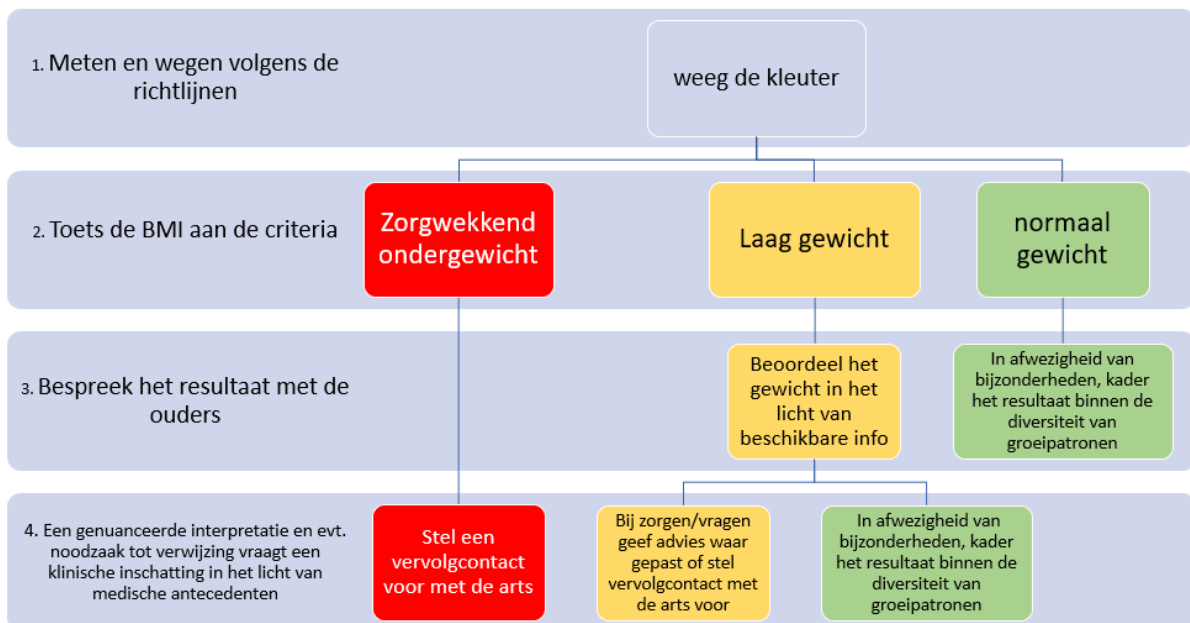 1. Meten en wegen volgens de
richtlijnen
weeg de kleuter
2. Toets de BMI aan de criteria
Zorgwekkend
ondergewicht
Laag gewicht
normaal
gewicht
3. Bespreek het resultaat met de
ouders
Beoordeel het
gewicht in het
licht van
beschikbare info
In afwezigheid van
bijzonderheden, kader
het resultaat binnen de
diversiteit van
groeipatronen
4. Een genuanceerde interpretatie en evt.
noodzaak tot verwijzing vraagt een
klinische inschatting in het licht van
medische antecedenten
Stel een
vervolgcontact
voor met de arts
Bij zorgen/vragen
geef advies waar
gepast of stel
vervolgcontact met
de arts voor
In afwezigheid van
bijzonderheden, kader
het resultaat binnen de
diversiteit van
groeipatronen